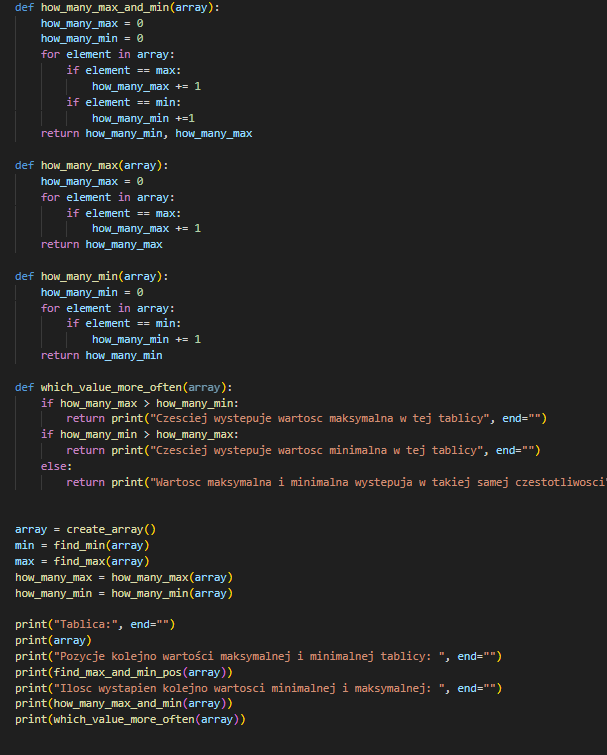 def how_many_max_and_min(array):
    how_many_max = 0
    how_many_min = 0
    for element in array:
        if element == max:
            how_many_max += 1
        if element == min:
            how_many_min +=1
    return how_many_min, how_many_max

def how_many_max(array):
    how_many_max = 0
    for element in array:
        if element == max:
            how_many_max += 1
    return how_many_max

def how_many_min(array):
    how_many_min = 0
    for element in array:
        if element == min:
            how_many_min += 1
    return how_many_min

def which_value_more_often(array):
    if how_many_max > how_many_min:
        return print("Czesciej wystepuje wartosc maksymalna w tej tablicy", end="")
    if how_many_min > how_many_max:
        return print("Czesciej wystepuje wartosc minimalna w tej tablicy", end="")
    else:
        return print("Wartosc maksymalna i minimalna wystepuja w takiej samej czestotliwosci"

array = create_array()
min = find_min(array)
max = find_max(array)
how_many_max = how_many_max(array)
how_many_min = how_many_min(array)

print("Tablica:", end="")
print(array)
print("Pozycje kolejno wartości maksymalnej i minimalnej tablicy: ", end="")
print(find_max_and_min_pos(array))
print("Ilosc wystapien kolejno wartosci minimalnej i maksymalnej: ", end="")
print(how_many_max_and_min(array))
print(which_value_more_often(array))